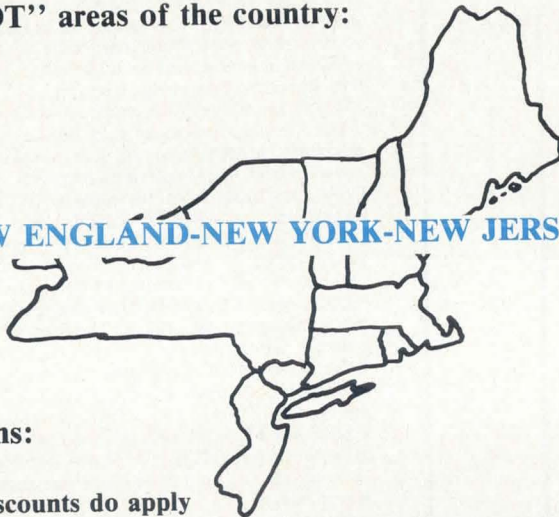 OT’’ areas of the country:
W ENGLAND-NEW YORK-NEW JERS
ns:
scounts do apply